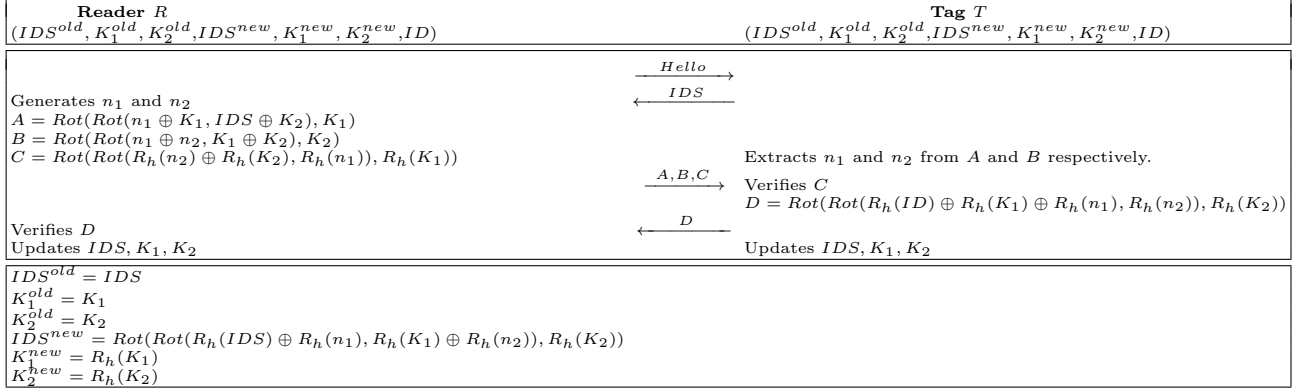 Reader R Tag T
(IDS^{old}, K_1^{old}, K_2^{old}, IDS^{new}, K_1^{new}, K_2^{new}, ID) (IDS^{old}, K_1^{old}, K_2^{old}, IDS^{new}, K_1^{new}, K_2^{new}, ID)
Hello
IDS
Generates n_1 and n_2
A = Rot(Rot(n_1 ⊕ K_1, IDS ⊕ K_2), K_1)
B = Rot(Rot(n_1 ⊕ n_2, K_1 ⊕ K_2), K_2)
C = Rot(Rot(R_h(n_2) ⊕ R_h(K_2), R_h(n_1)), R_h(K_1)) Extracts n_1 and n_2 from A and B respectively.
A,B,C Verifies C
D = Rot(Rot(R_h(ID) ⊕ R_h(K_1) ⊕ R_h(n_1), R_h(n_2)), R_h(K_2))
Verifies D D
Updates IDS, K_1, K_2 Updates IDS, K_1, K_2
IDS^{old} = IDS
K_1^{old} = K_1
K_2^{old} = K_2
IDS^{new} = Rot(Rot(R_h(IDS) ⊕ R_h(n_1), R_h(K_1) ⊕ R_h(n_2)), R_h(K_2))
K_1^{new} = R_h(K_1)
K_2^{new} = R_h(K_2)